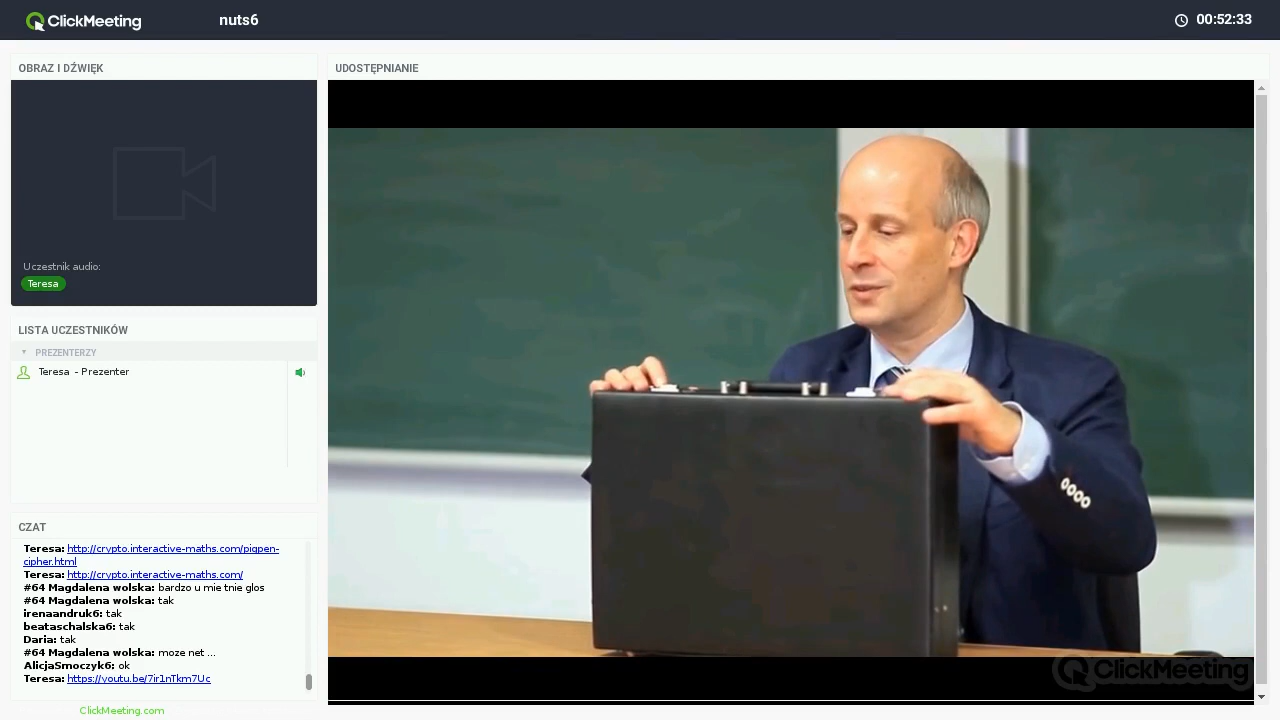 ClickMeeting
nuts6
00:52:33
OBRAZ I DŹWIĘK
UDOSTĘPNIANIE
Uczestnik audio:
Teresa
LISTA UCZESTNIKÓW
PREZENTERZY
Teresa - Prezenter
CZAT
Teresa: http://crypto.interactive-maths.com/pigpen-
cipher.html
Teresa: http://crypto.interactive-maths.com/
#64 Magdalena wolska: bardzo u mie tnie glos
#64 Magdalena wolska: tak
irenaandruk6: tak
beataschalska6: tak
Daria: tak
#64 Magdalena wolska: moze net ...
AlicjaSmoczyk6: ok
Teresa: https://youtu.be/7ir1nTkm7Uc
ClickMeeting
ClickMeeting.com